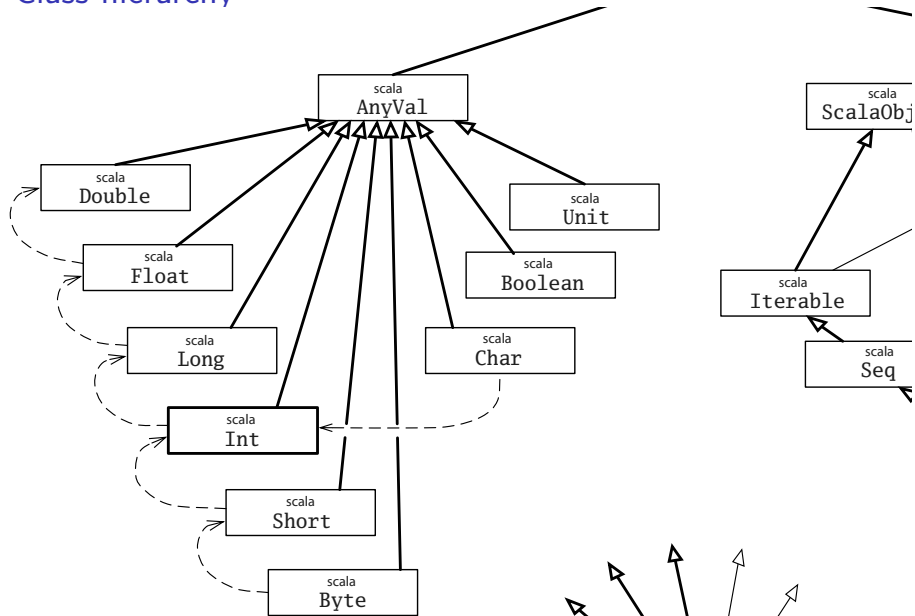 Class hierarchy
scala
AnyVal
scala
Double
scala
Float
scala
Long
scala
Int
scala
Short
scala
Byte
scala
Char
scala
Boolean
scala
Unit
scala
ScalaObj
scala
Iterable
scala
Seq